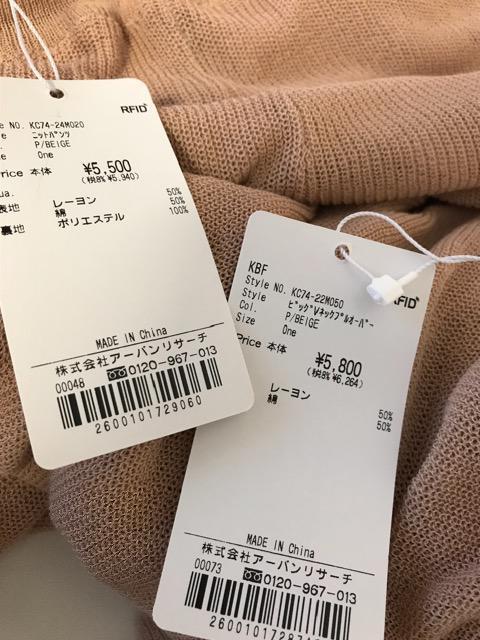 RFID
NO. KC74-24M020
ニットパンツ
P/BEIGE
One
Price 本体 ¥5,500
(税8% ¥5,940)
ua.
表地 レーヨン 50%
綿 50%
裏地 ポリエステル 100%
MADE IN China
株式会社アーバンリサーチ
00048 0120-967-013
2600101729060
RFID
KBF
Style NO. KC74-22M050
Style ビッグVネックプルオーバー
Col. P/BEIGE
Size One
Price 本体 ¥5,800
(税8% ¥6,264)
レーヨン 50%
綿 50%
MADE IN China
株式会社アーバンリサーチ
00073 0120-967-013